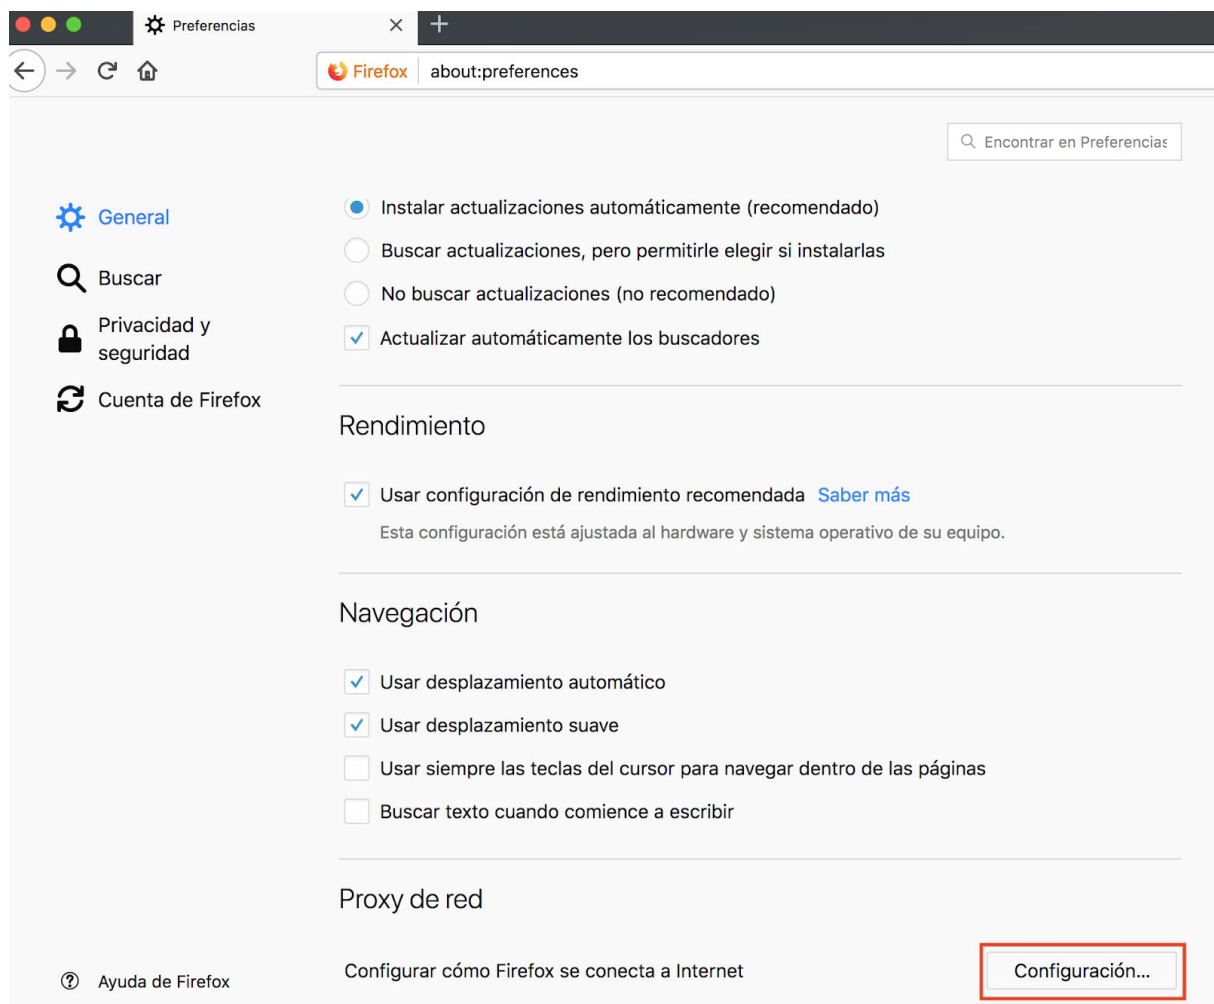 Preferencias
Firefox about:preferences
Encontrar en Preferencias
General
Buscar
Privacidad y
seguridad
Cuenta de Firefox
Instalar actualizaciones automáticamente (recomendado)
Buscar actualizaciones, pero permitirle elegir si instalarlas
No buscar actualizaciones (no recomendado)
Actualizar automáticamente los buscadores
Rendimiento
Usar configuración de rendimiento recomendada Saber más
Esta configuración está ajustada al hardware y sistema operativo de su equipo.
Navegación
Usar desplazamiento automático
Usar desplazamiento suave
Usar siempre las teclas del cursor para navegar dentro de las páginas
Buscar texto cuando comience a escribir
Proxy de red
Configurar cómo Firefox se conecta a Internet Configuración...
Ayuda de Firefox